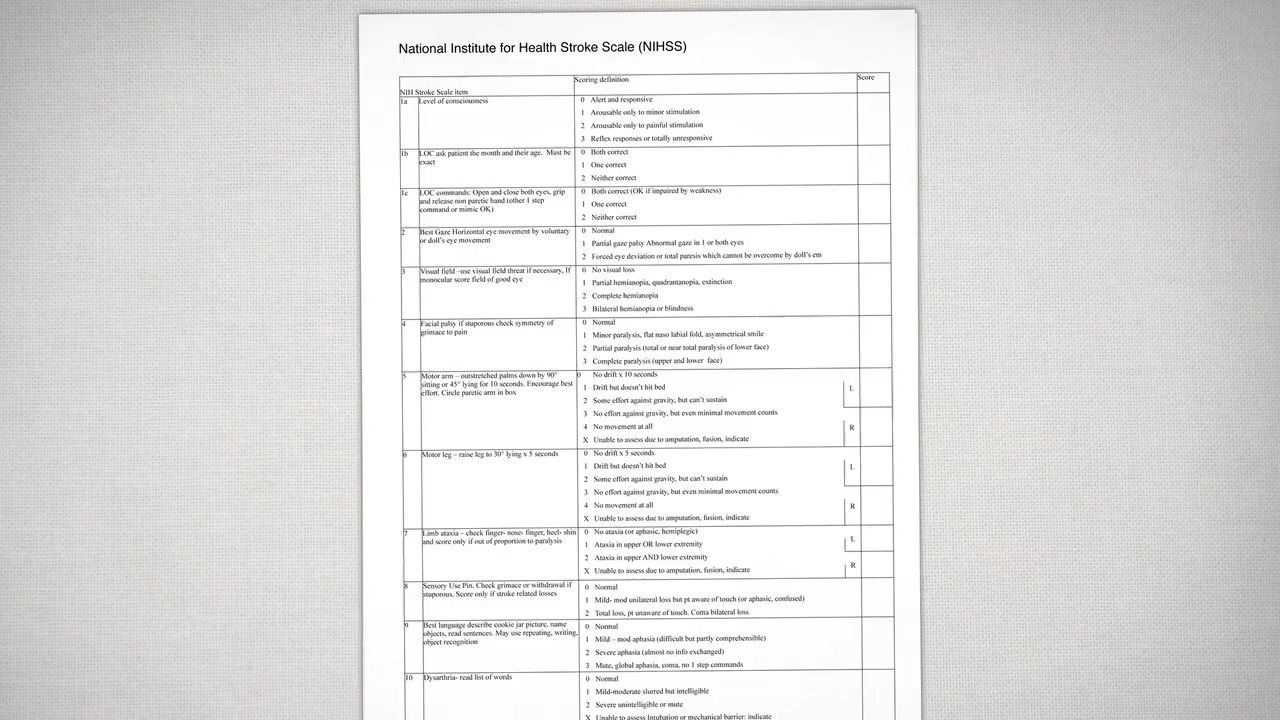 National Institute for Health Stroke Scale (NIHSS)
NIH Stroke Scale item
Scoring definition
Score
1a Level of consciousness
0 Alert and responsive
1 Arousable only to minor stimulation
2 Arousable only to painful stimulation
3 Reflex responses or totally unresponsive
1b LOC ask patient the month and their age. Must be
exact
0 Both correct
1 One correct
2 Neither correct
1c LOC commands: Open and close both eyes, grip
and release non paretic hand (other 1 step
command or mimic OK)
0 Both correct (OK if impaired by weakness)
1 One correct
2 Neither correct
2 Best Gaze Horizontal eye movement by voluntary
or doll's eye movement
0 Normal
1 Partial gaze palsy Abnormal gaze in 1 or both eyes
2 Forced eye deviation or total paresis which cannot be overcome by doll's em
3 Visual field –use visual field threat if necessary, If
monocular score field of good eye
0 No visual loss
1 Partial hemianopia, quadrantanopia, extinction
2 Complete hemianopia
3 Bilateral hemianopia or blindness
4 Facial palsy if stuporous check symmetry of
grimace to pain
0 Normal
1 Minor paralysis, flat naso labial fold, asymmetrical smile
2 Partial paralysis (total or near total paralysis of lower face)
3 Complete paralysis (upper and lower face)
5 Motor arm – outstretched palms down by 90°
sitting or 45° lying for 10 seconds. Encourage best
effort. Circle paretic arm in box
0 No drift x 10 seconds
1 Drift but doesn't hit bed
2 Some effort against gravity, but can't sustain
3 No effort against gravity, but even minimal movement counts
4 No movement at all
X Unable to assess due to amputation, fusion, indicate
L
R
6 Motor leg – raise leg to 30° lying x 5 seconds
0 No drift x 5 seconds
1 Drift but doesn't hit bed
2 Some effort against gravity, but can't sustain
3 No effort against gravity, but even minimal movement counts
4 No movement at all
X Unable to assess due to amputation, fusion, indicate
L
R
7 Limb ataxia – check finger- nose- finger, heel- shin
and score only if out of proportion to paralysis
0 No ataxia (or aphasic, hemiplegic)
1 Ataxia in upper OR lower extremity
2 Ataxia in upper AND lower extremity
X Unable to assess due to amputation, fusion, indicate
L
R
8 Sensory Use Pin. Check grimace or withdrawal if
stuporous. Score only if stroke related losses
0 Normal
1 Mild- mod unilateral loss but pt aware of touch (or aphasic, confused)
2 Total loss, pt unaware of touch. Coma bilateral loss
9 Best language describe cookie jar picture, name
objects, read sentences. May use repeating, writing,
object recognition
0 Normal
1 Mild – mod aphasia (difficult but partly comprehensible)
2 Severe aphasia (almost no info exchanged)
3 Mute, global aphasia, coma, no 1 step commands
10 Dysarthria- read list of words
0 Normal
1 Mild-moderate slurred but intelligible
2 Severe unintelligible or mute
X Unable to assess Intubation or mechanical barrier: indicate